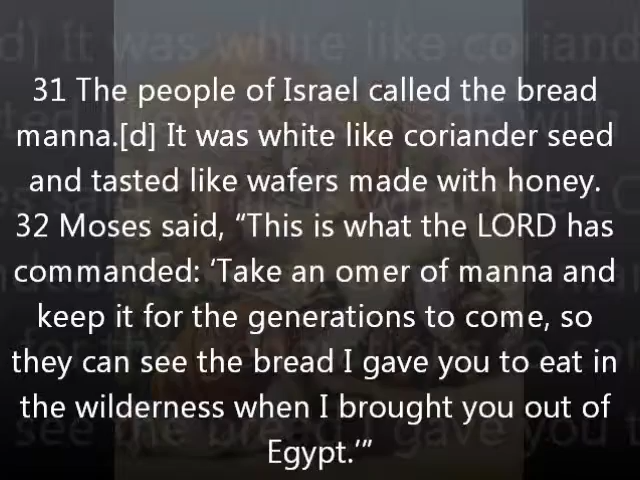 31 The people of Israel called the bread
manna.[d] It was white like coriander seed
and tasted like wafers made with honey.
32 Moses said, “This is what the LORD has
commanded: ‘Take an omer of manna and
keep it for the generations to come, so
they can see the bread I gave you to eat in
the wilderness when I brought you out of
Egypt.’”